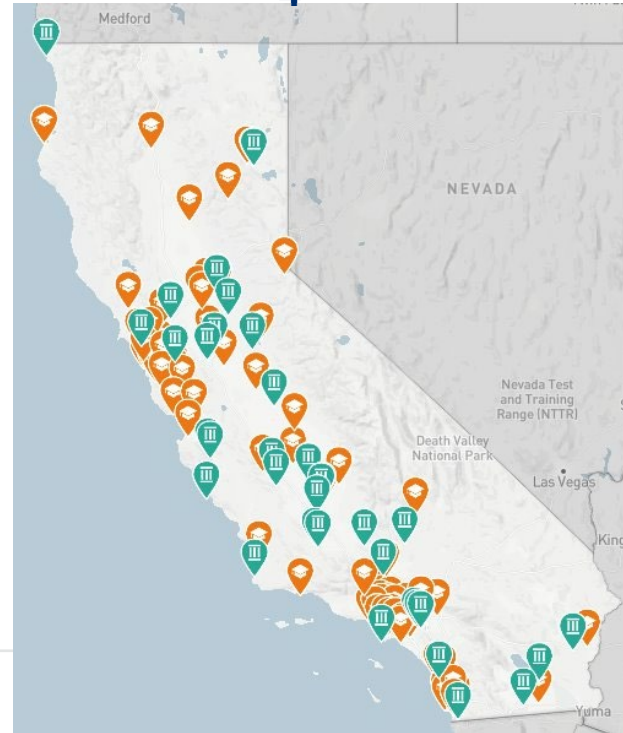 Medford
NEVADA
Nevada Test
and Training
Range (NTTR)
Death Valley
National Park
Las Vegas
Yuma